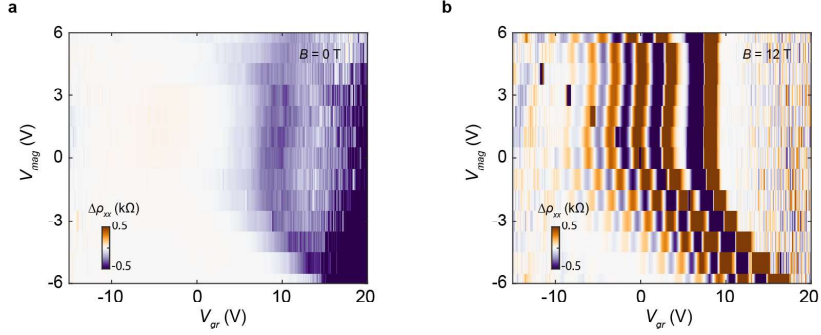 a
6
3
0
3
-6
V_mag (V)
B = 0 T
Δρ_xx (kΩ)
0.5
-0.5
-10 0 10 20
V_gr (V)
b
6
3
0
3
-6
V_mag (V)
B = 12 T
Δρ_xx (kΩ)
0.5
-0.5
-10 0 10 20
V_gr (V)